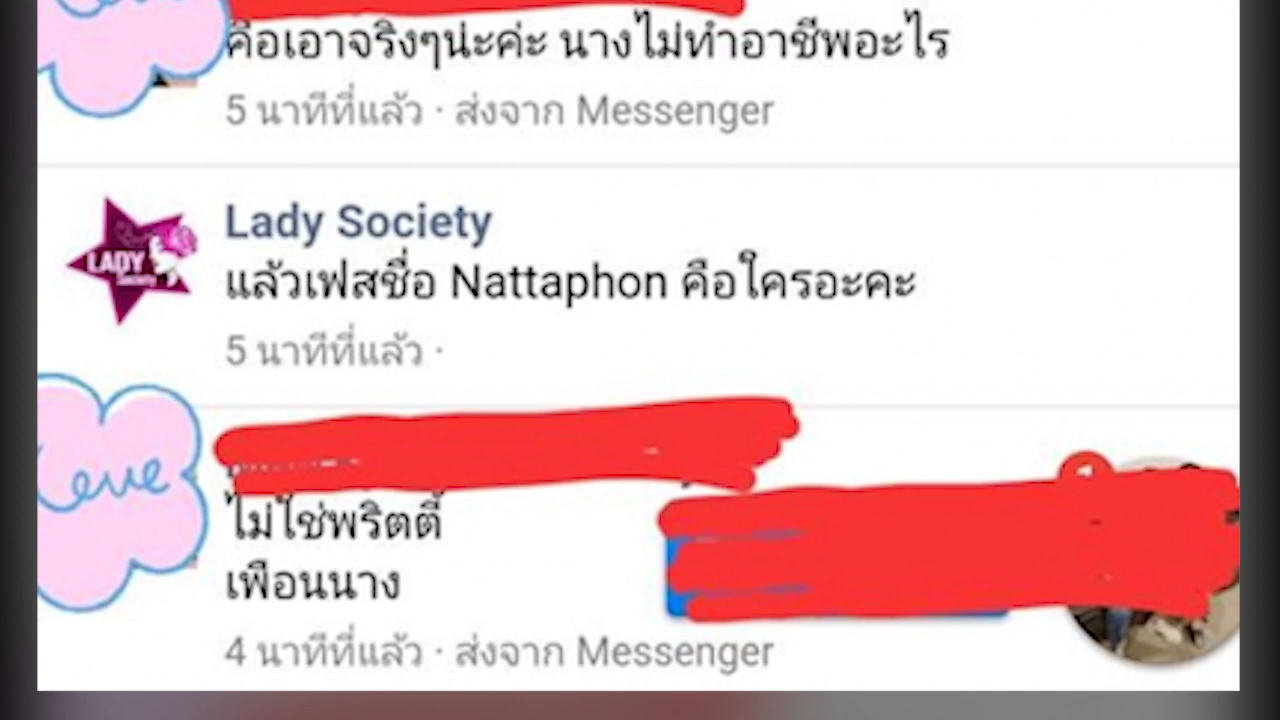 คือเอาจริงๆน่ะค่ะ นางไม่ทำอาชีพอะไร
5 นาทีที่แล้ว · ส่งจาก Messenger
Lady Society
LADY
Society
แล้วเฟสชื่อ Nattaphon คือใครอะคะ
5 นาทีที่แล้ว ·
Love
ไม่ใช่พริตตี้
เพือนนาง
4 นาทีที่แล้ว · ส่งจาก Messenger